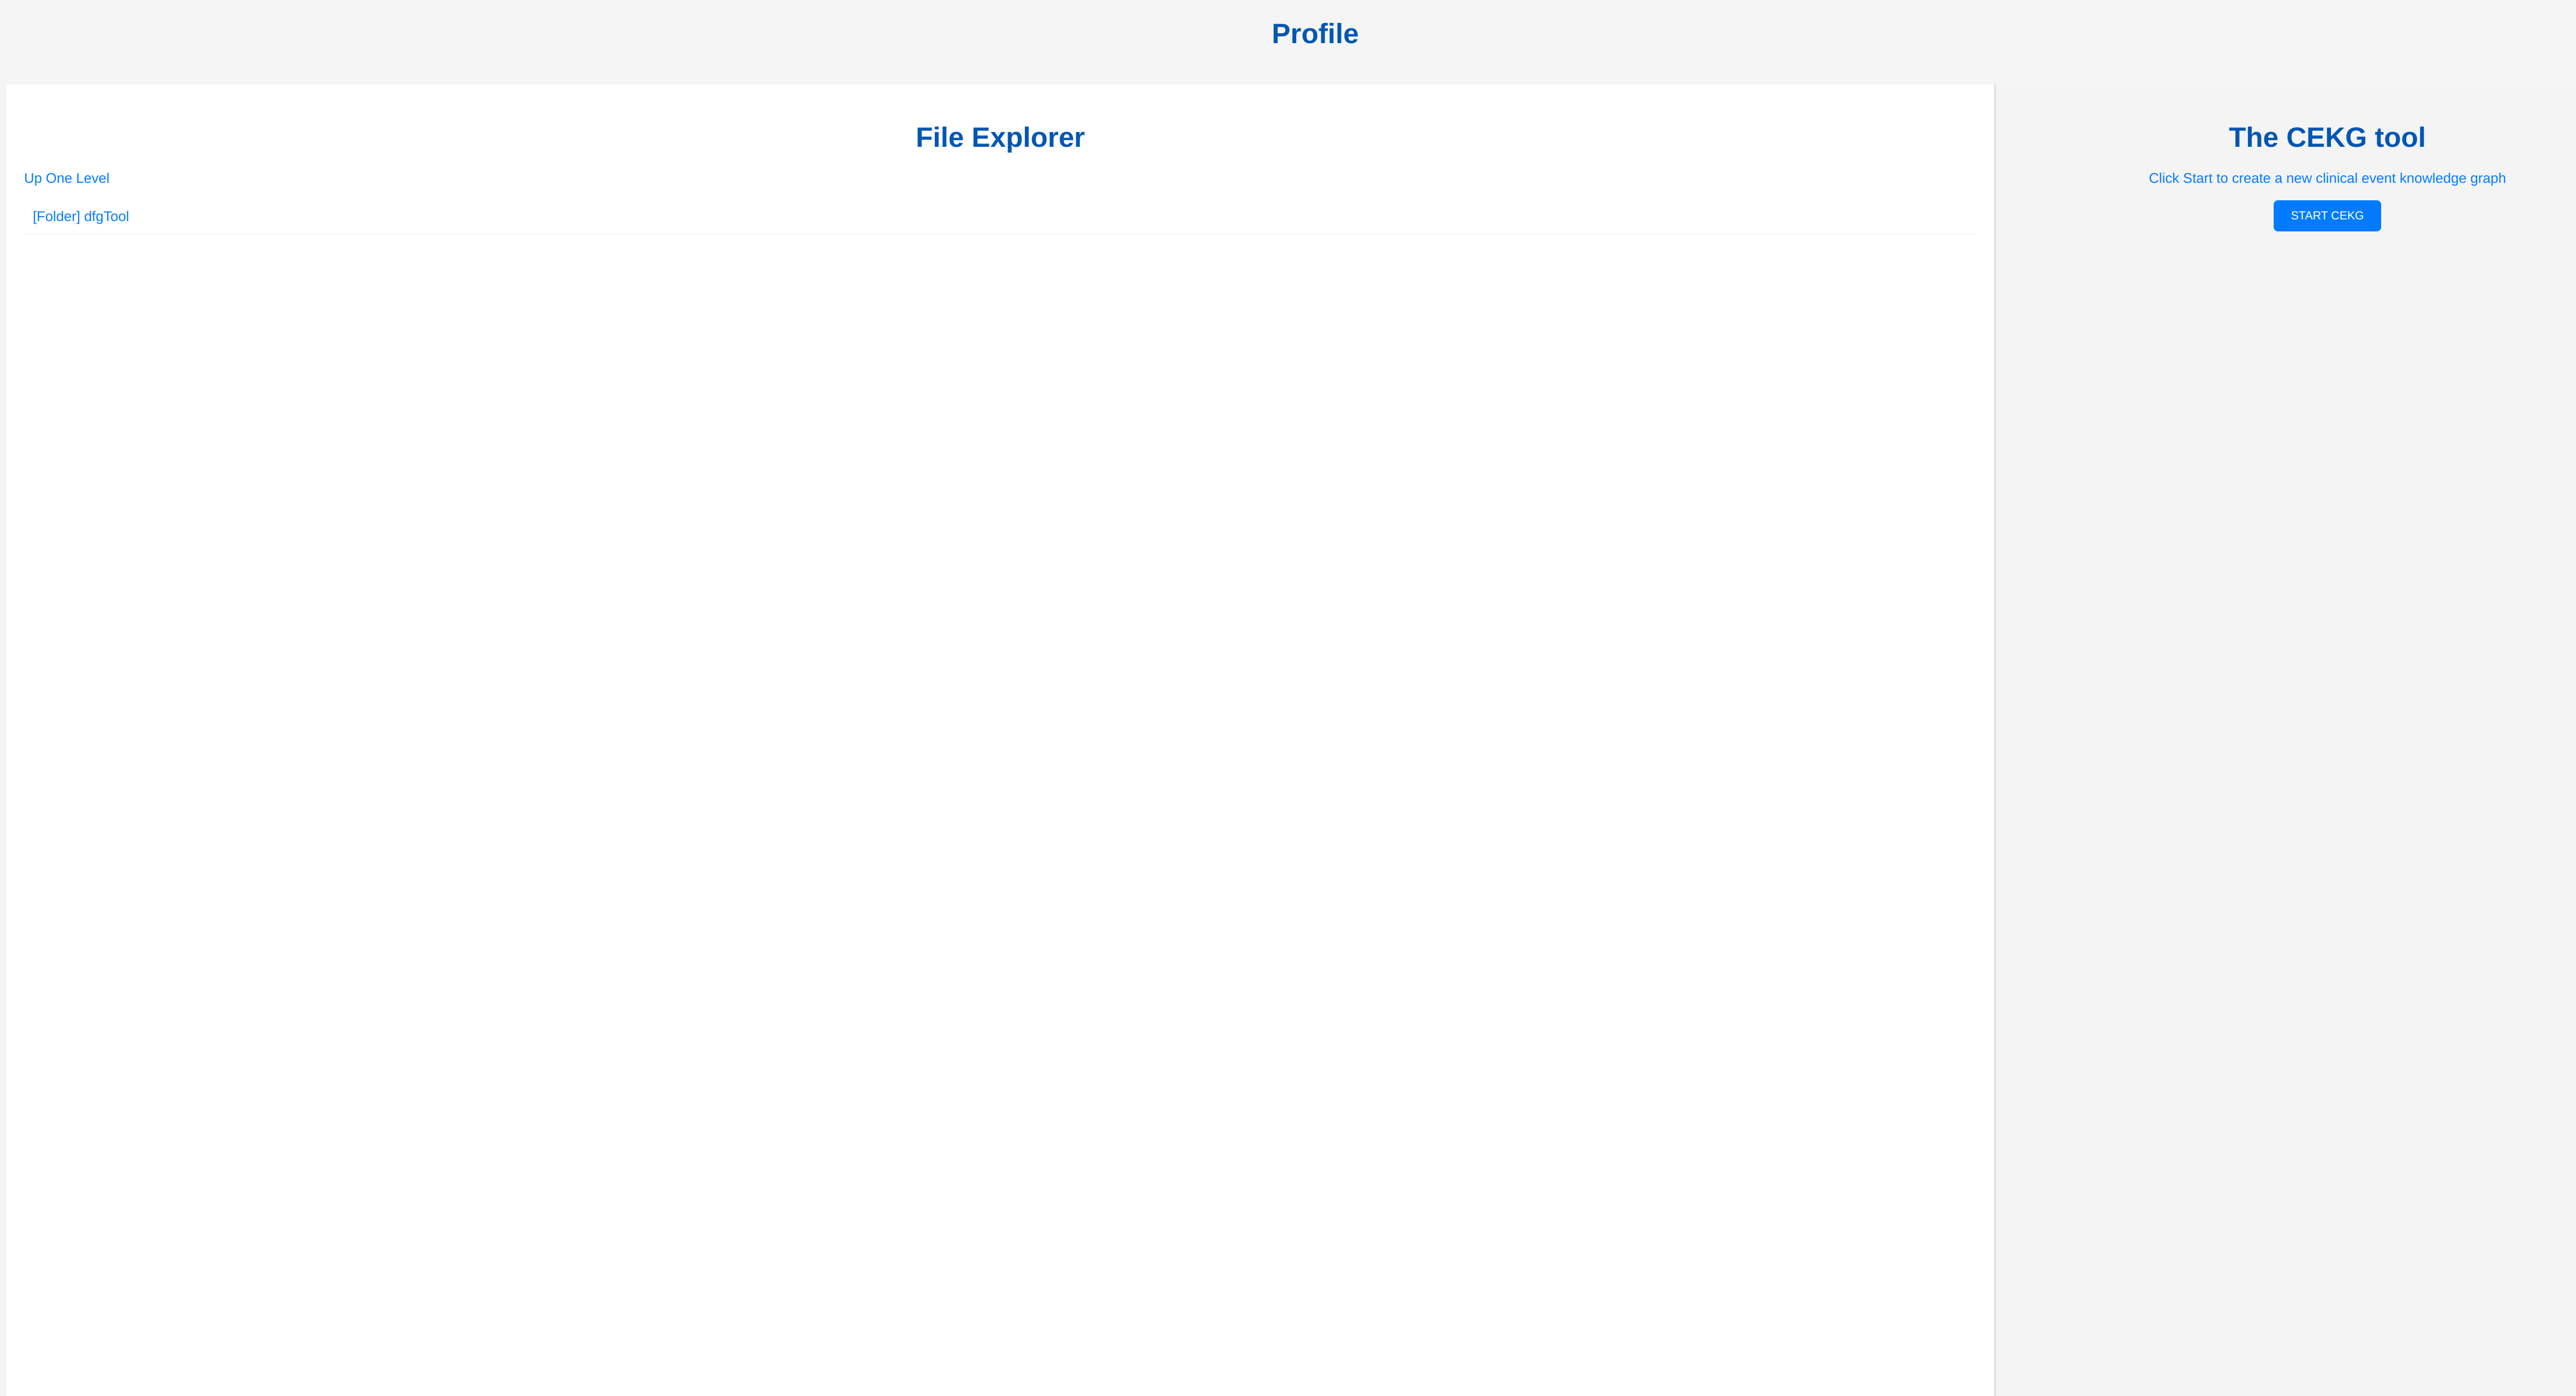 Profile
File Explorer
Up One Level
[Folder] dfgTool
The CEKG tool
Click Start to create a new clinical event knowledge graph
START CEKG